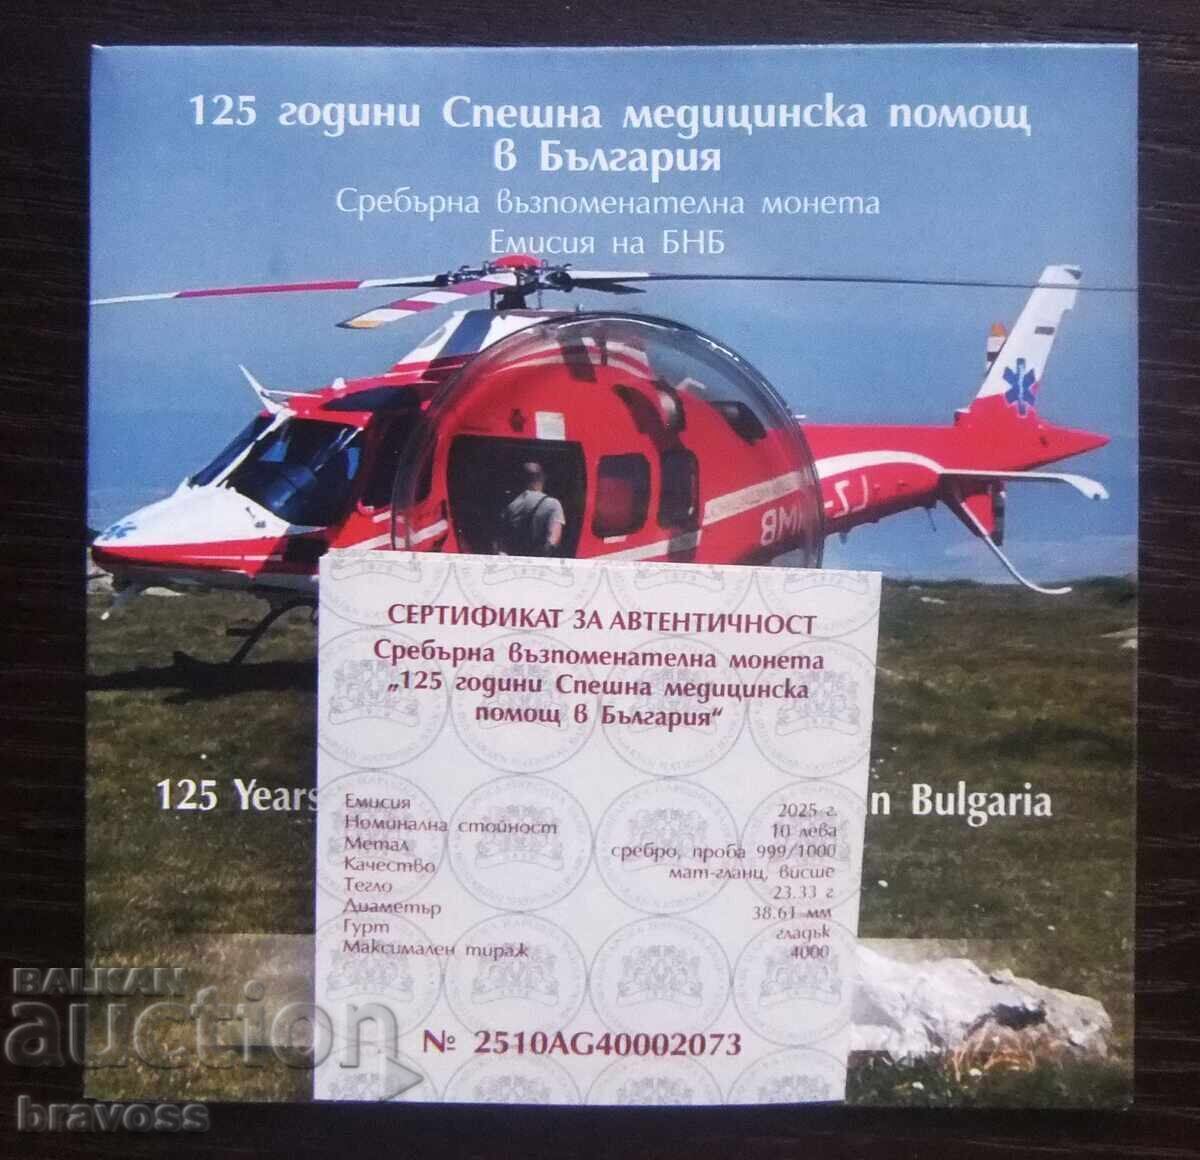 125 години Спешна медицинска помощ
в България
Сребърна възпоменателна монета
Емисия на БНБ
LZ-
ВМА
СЕРТИФИКАТ ЗА АВТЕНТИЧНОСТ
Сребърна възпоменателна монета
„125 години Спешна медицинска
помощ в България“
125 Years
n Bulgaria
Емисия 2025 г.
Номинална стойност 10 лева
Метал сребро, проба 999/1000
Качество мат-гланц, висше
Тегло 23.33 г
Диаметър 38.61 мм
Гурт гладък
Максимален тираж 4000
№ 2510AG40002073
BALKAN
auction
bravoss